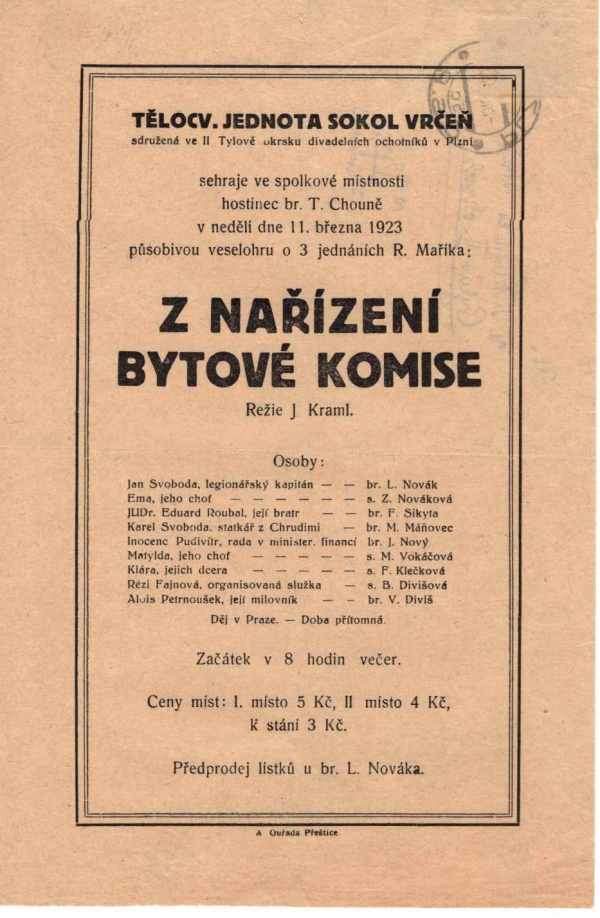 TĚLOCV. JEDNOTA SOKOL VRČEŇ
sdružená ve II Tylově okrsku divadelních ochotníků v Plzni
sehraje ve spolkové místnosti
hostinec br. T. Chouně
v neděli dne 11. března 1923
působivou veselohru o 3 jednáních R. Maříka:
Z NAŘÍZENÍ
BYTOVÉ KOMISE
Režie J Kraml.
Osoby:
Jan Svoboda, legionářský kapitán — — br. L. Novák
Ema, jeho choť — — — — — — s. Z. Nováková
JUDr. Eduard Roubal, její bratr — — br. F. Sikyta
Karel Svoboda, statkář z Chrudimi — br. M. Máňovec
Inocenc Pudivítr, rada v minister. financí br. J. Nový
Matylda, jeho choť — — — — — s. M. Vokáčová
Klára, jejich dcera — — — — — s. F. Klečková
Rézi Fajnová, organisovaná služka — s. B. Divišová
Alois Petrnoušek, její milovník — — br. V. Diviš
Děj v Praze. — Doba přítomná.
Začátek v 8 hodin večer.
Ceny míst: I. místo 5 Kč, II místo 4 Kč,
k stání 3 Kč.
Předprodej lístků u br. L. Nováka.
A Ouřada Přeštice